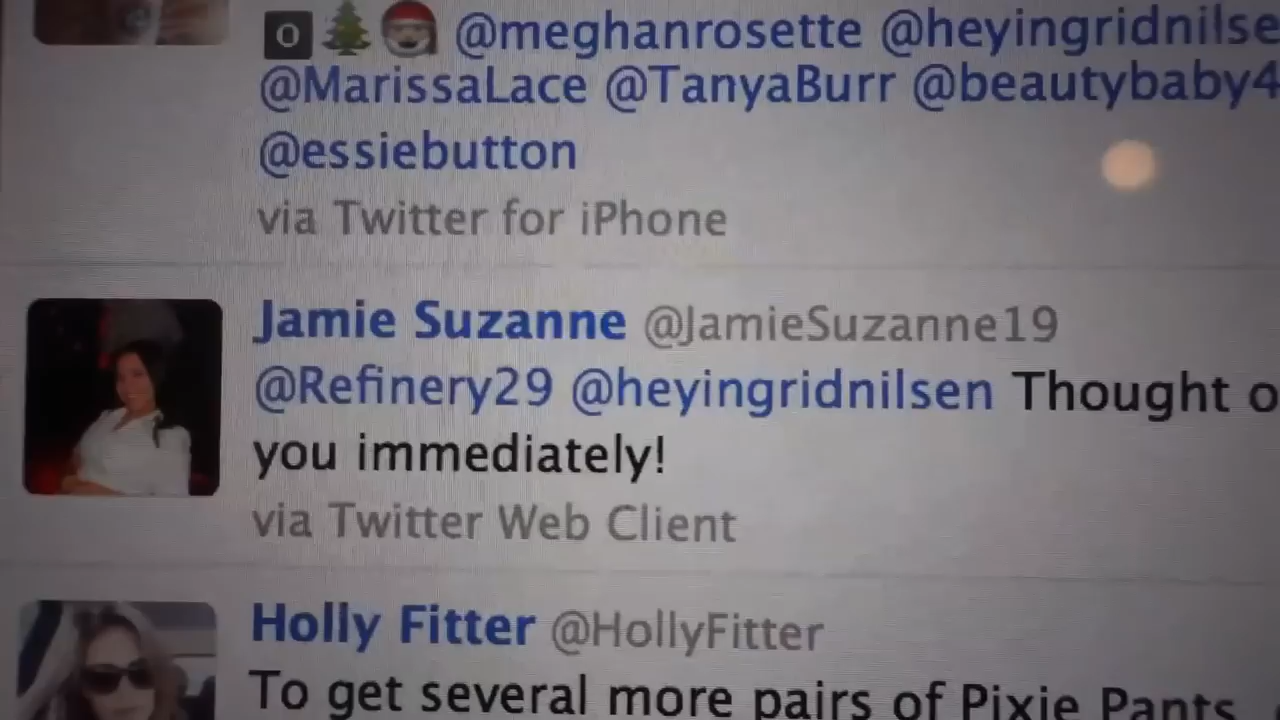 @meghanrosette @heyingridnilse
@MarissaLace @TanyaBurr @beautybaby4
@essiebutton
via Twitter for iPhone
Jamie Suzanne @JamieSuzanne19
@Refinery29 @heyingridnilsen Thought o
you immediately!
via Twitter Web Client
Holly Fitter @HollyFitter
To get several more pairs of Pixie Pants